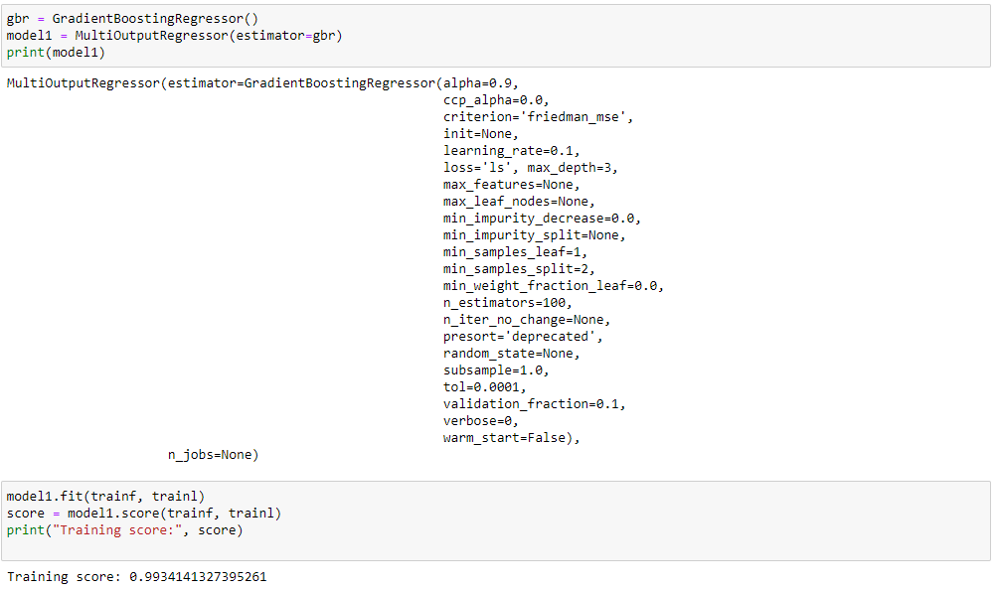 gbr = GradientBoostingRegressor()
model1 = MultiOutputRegressor(estimator=gbr)
print(model1)
MultiOutputRegressor(estimator=GradientBoostingRegressor(alpha=0.9,
ccp_alpha=0.0,
criterion='friedman_mse',
init=None,
learning_rate=0.1,
loss='ls', max_depth=3,
max_features=None,
max_leaf_nodes=None,
min_impurity_decrease=0.0,
min_impurity_split=None,
min_samples_leaf=1,
min_samples_split=2,
min_weight_fraction_leaf=0.0,
n_estimators=100,
n_iter_no_change=None,
presort='deprecated',
random_state=None,
subsample=1.0,
tol=0.0001,
validation_fraction=0.1,
verbose=0,
warm_start=False),
n_jobs=None)
model1.fit(trainf, trainl)
score = model1.score(trainf, trainl)
print("Training score:", score)
Training score: 0.9934141327395261